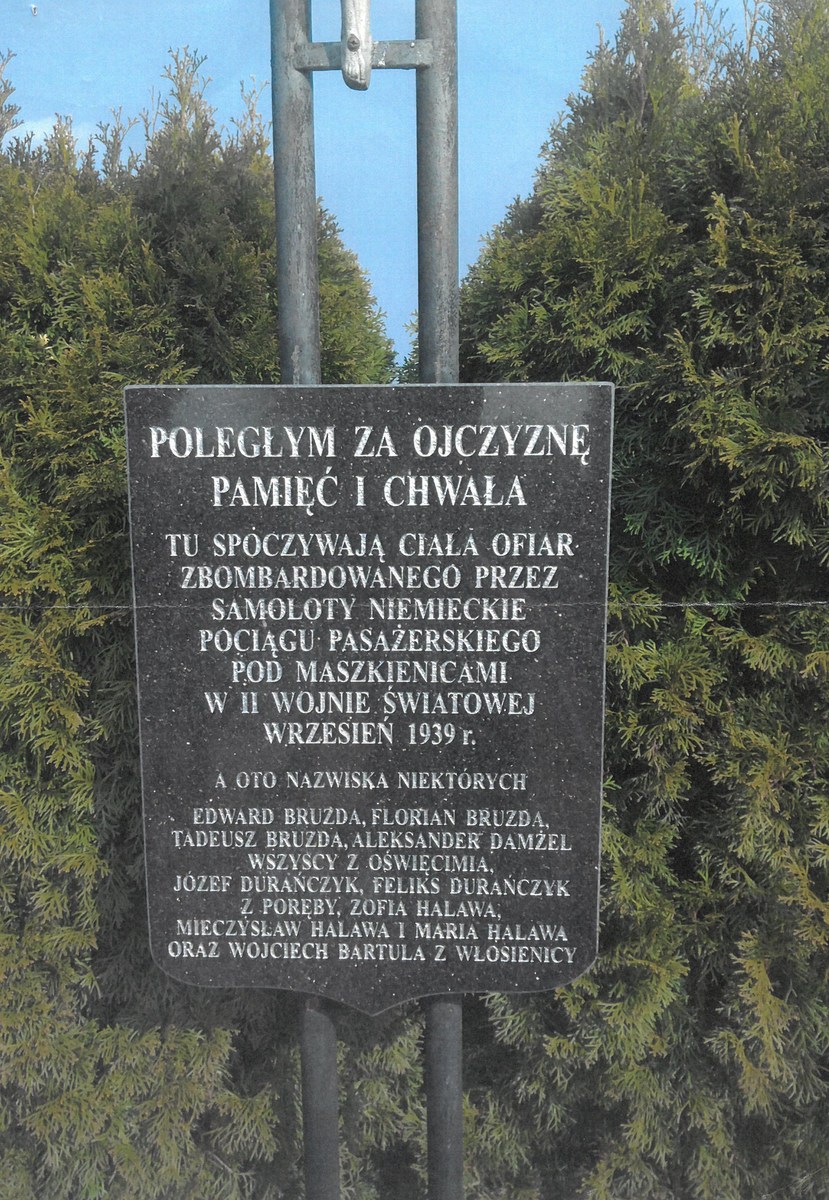 POLEGŁYM ZA OJCZYZNĘ
PAMIĘĆ I CHWAŁA
TU SPOCZYWAJĄ CIAŁA OFIAR
ZBOMBARDOWANEGO PRZEZ
SAMOLOTY NIEMIECKIE
POCIĄGU PASAŻERSKIEGO
POD MASZKIENICAMI
W II WOJNIE ŚWIATOWEJ
WRZESIEŃ 1939 r.
A OTO NAZWISKA NIEKTÓRYCH
EDWARD BRUZDA, FLORIAN BRUZDA,
TADEUSZ BRUZDA, ALEKSANDER DAMZEL
WSZYSCY Z OŚWIĘCIMIA,
JÓZEF DURAŃCZYK, FELIKS DURAŃCZYK
Z PORĘBY, ZOFIA HALAWA,
MIECZYSŁAW HALAWA I MARIA HALAWA
ORAZ WOJCIECH BARTULA Z WŁOSIENICY